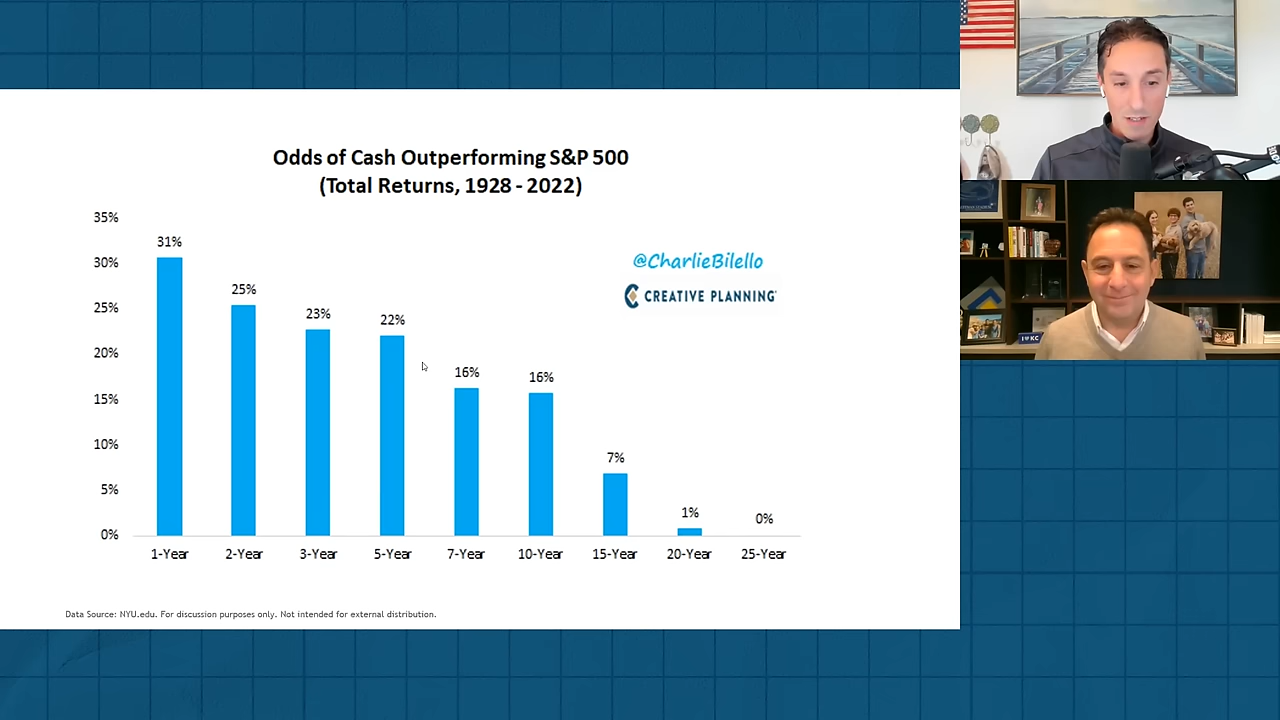 Odds of Cash Outperforming S&P 500
(Total Returns, 1928 - 2022)
35%
30%
25%
20%
15%
10%
5%
0%
31%
25%
23%
22%
16%
16%
7%
1%
0%
@CharlieBilello
CREATIVE PLANNING
1-Year
2-Year
3-Year
5-Year
7-Year
10-Year
15-Year
20-Year
25-Year
Data Source: NYU.edu. For discussion purposes only. Not intended for external distribution.
I ♥ KC